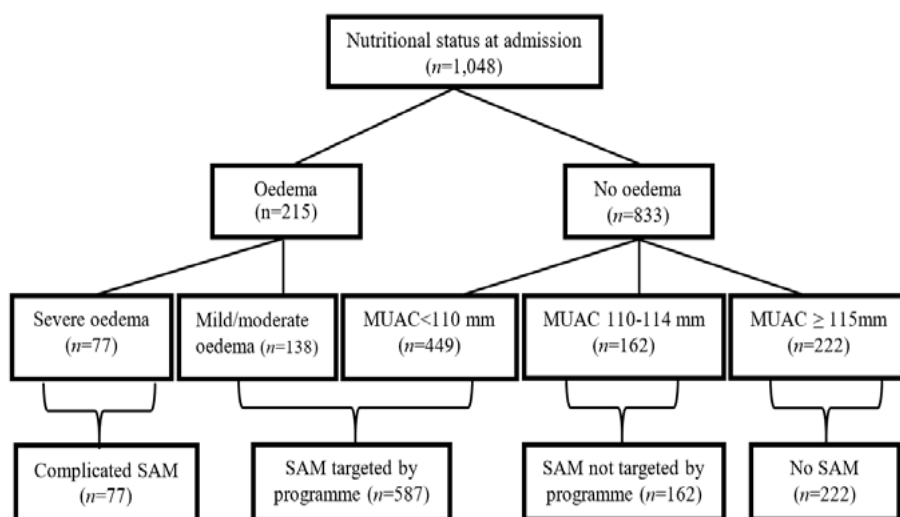 Nutritional status at admission
(n=1,048)
Oedema
(n=215)
No oedema
(n=833)
Severe oedema
(n=77)
Mild/moderate
oedema (n=138)
MUAC<110 mm
(n=449)
MUAC 110-114 mm
(n=162)
MUAC ≥ 115mm
(n=222)
Complicated SAM
(n=77)
SAM targeted by
programme (n=587)
SAM not targeted by
programme (n=162)
No SAM
(n=222)